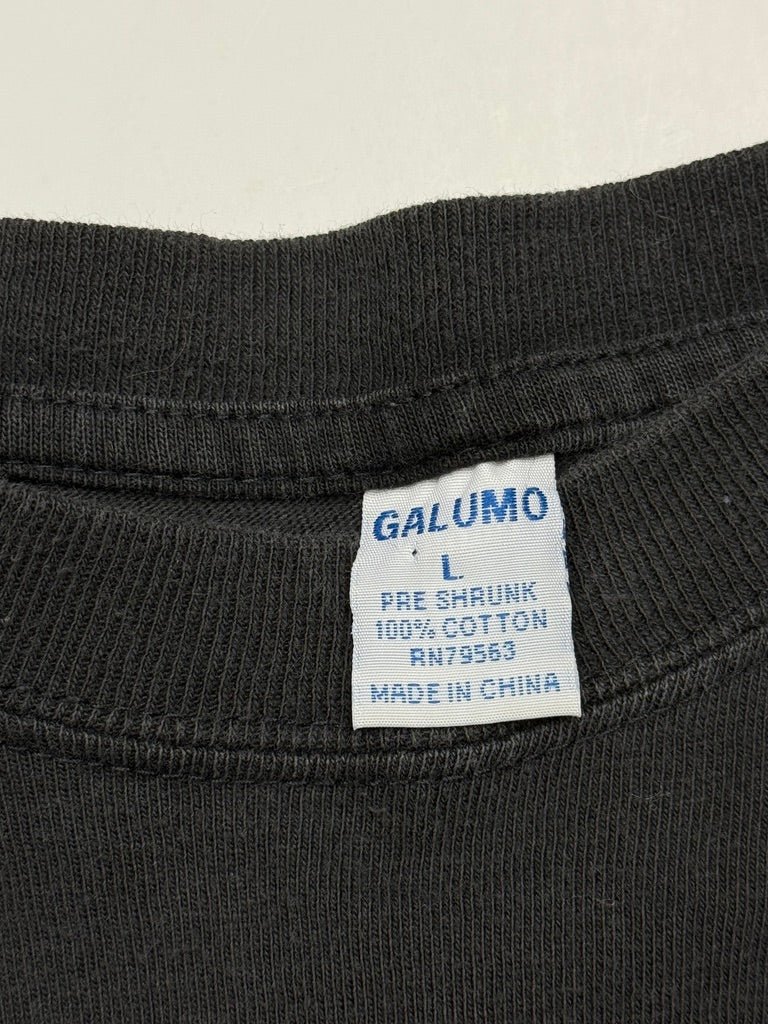 GALUMO
L
PRE SHRUNK
100% COTTON
RN79563
MADE IN CHINA